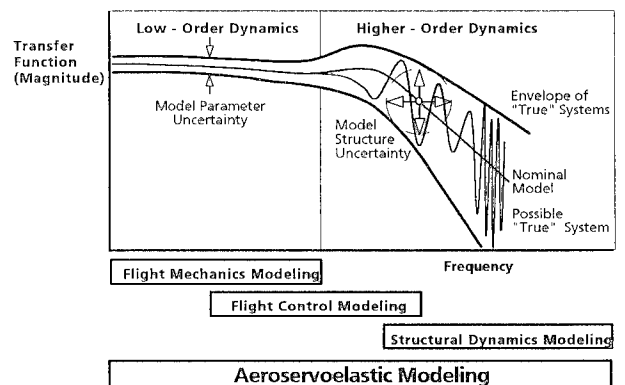 Low - Order Dynamics
Higher - Order Dynamics
Transfer
Function
(Magnitude)
Model Parameter
Uncertainty
Model
Structure
Uncertainty
Envelope of
"True" Systems
Nominal
Model
Possible
"True" System
Frequency
Flight Mechanics Modeling
Flight Control Modeling
Structural Dynamics Modeling
Aeroservoelastic Modeling